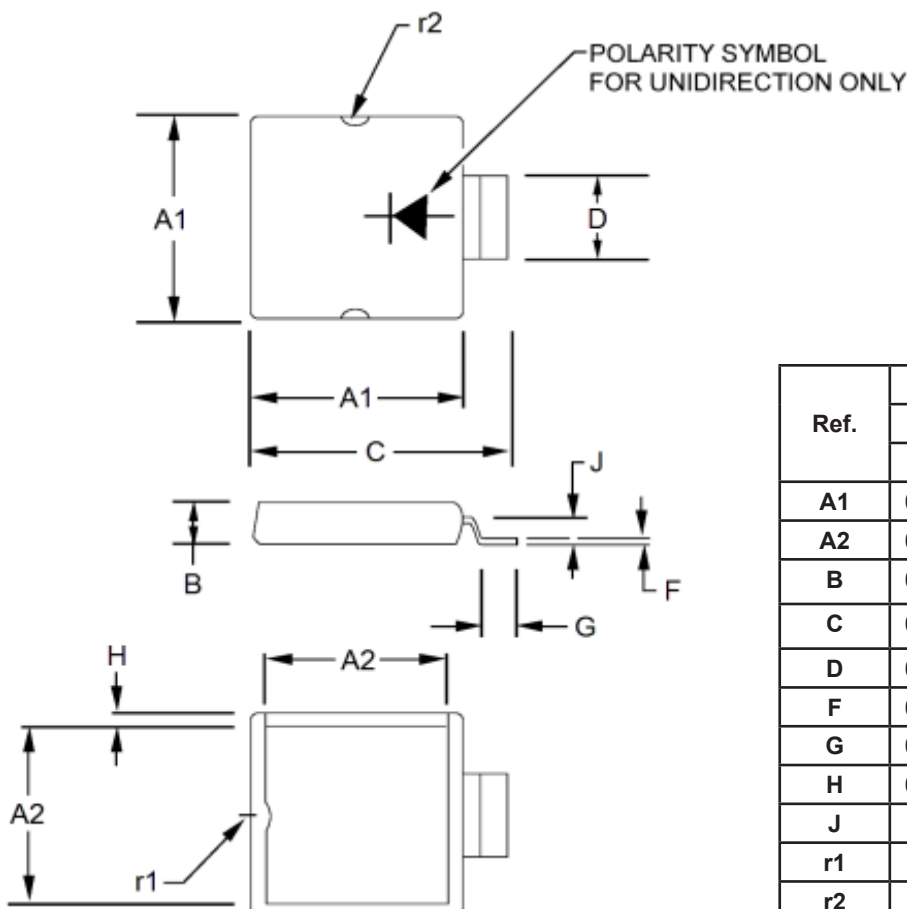 r2
POLARITY SYMBOL
FOR UNIDIRECTION ONLY
A1
D
A1
C
J
B
F
G
H
A2
A2
r1
Ref.
A1
A2
B
C
D
F
G
H
J
r1
r2